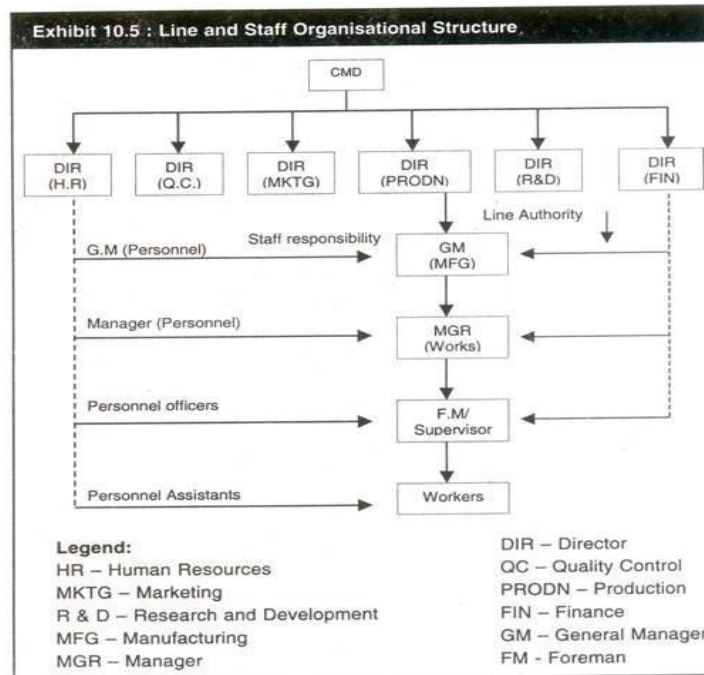 Exhibit 10.5 : Line and Staff Organisational Structure
CMD
DIR
(H.R)
DIR
(Q.C.)
DIR
(MKTG)
DIR
(PRODN)
DIR
(R&D)
DIR
(FIN)
Line Authority
G.M (Personnel)
Staff responsibility
GM
(MFG)
Manager (Personnel)
MGR
(Works)
Personnel officers
F.M/
Supervisor
Personnel Assistants
Workers
Legend:
HR – Human Resources
MKTG – Marketing
R & D – Research and Development
MFG – Manufacturing
MGR – Manager
DIR – Director
QC – Quality Control
PRODN – Production
FIN – Finance
GM – General Manager
FM - Foreman